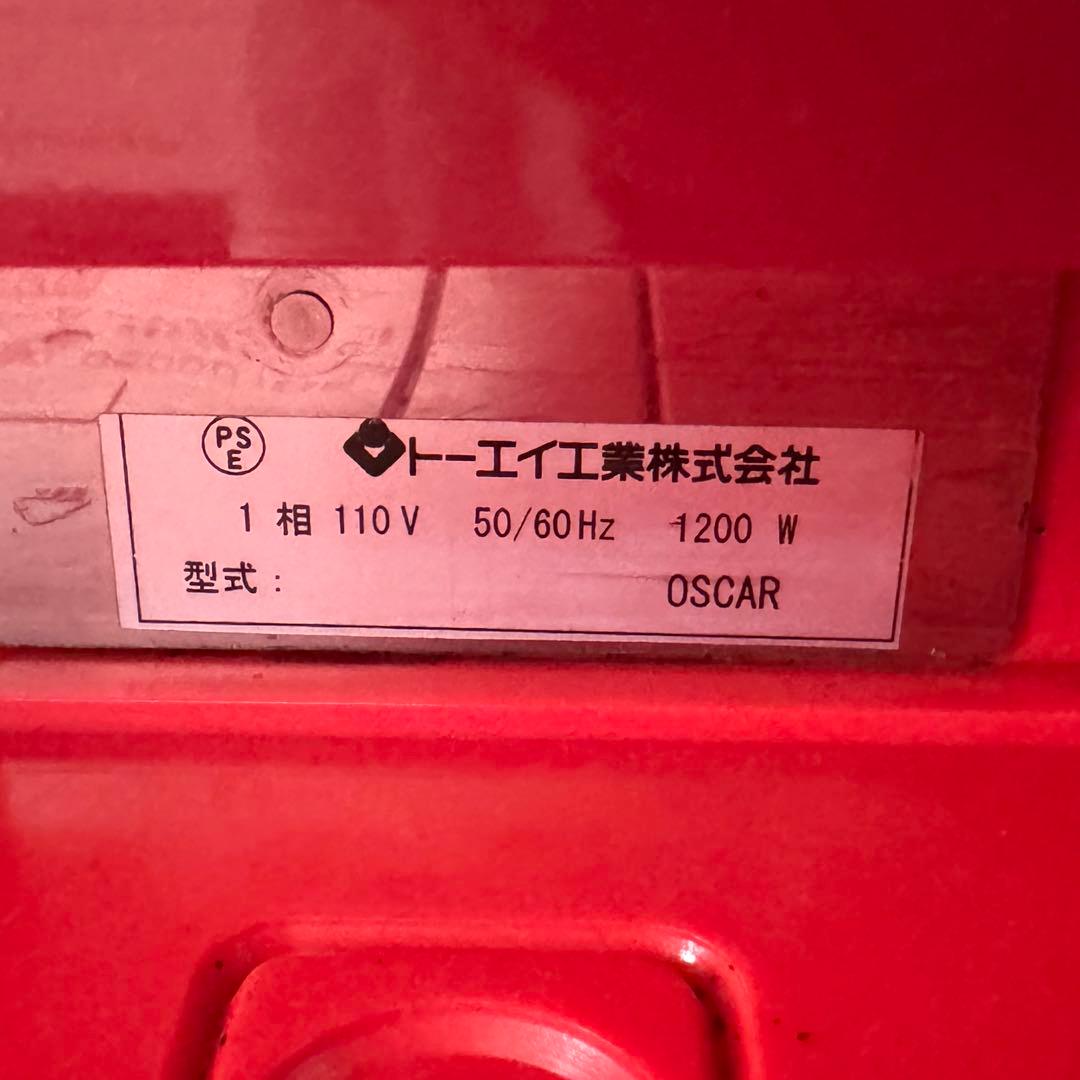 PSE トーエイ工業株式会社
1 相 110V 50/60Hz 1200 W
型式: OSCAR